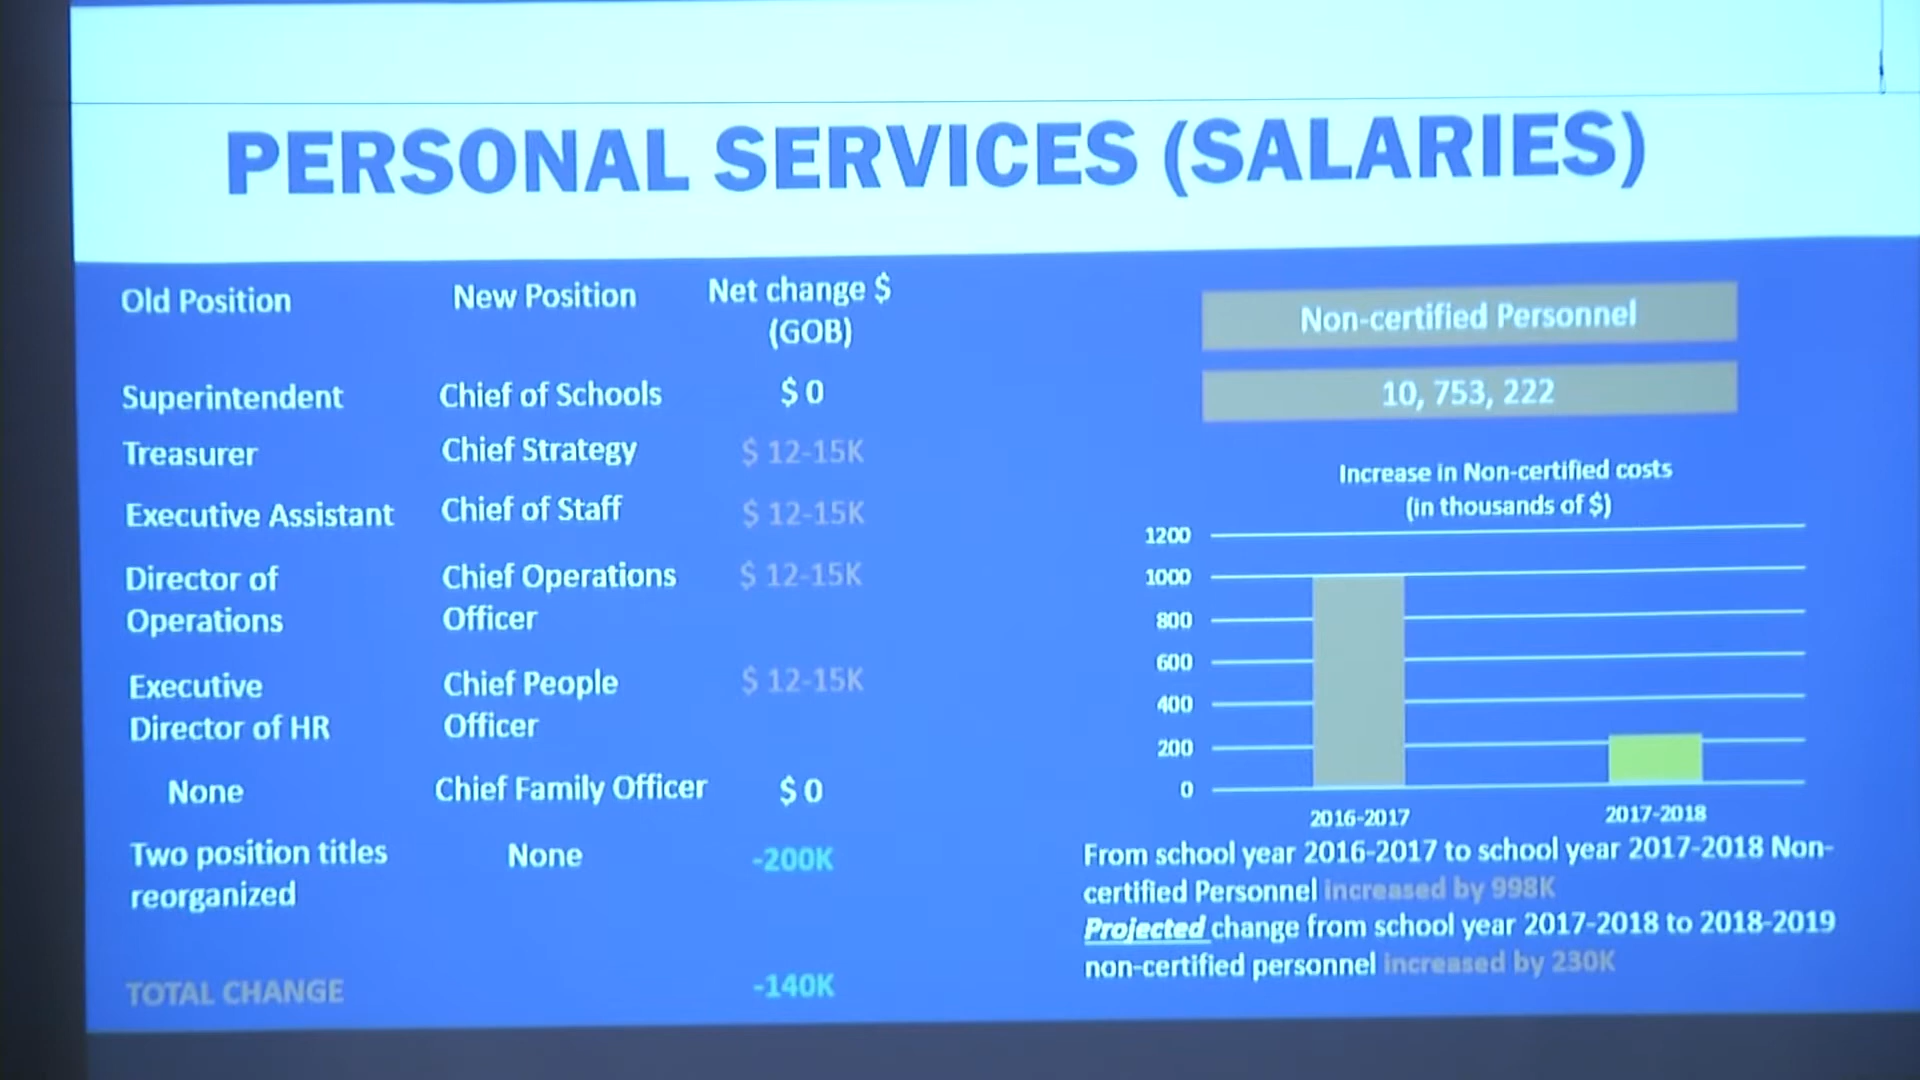 PERSONAL SERVICES (SALARIES)
Old Position
New Position
Net change $
(GOB)
Superintendent
Chief of Schools
$ 0
Treasurer
Chief Strategy
$ 12-15K
Executive Assistant
Chief of Staff
$ 12-15K
Director of
Operations
Chief Operations
Officer
$ 12-15K
Executive
Director of HR
Chief People
Officer
$ 12-15K
None
Chief Family Officer
$ 0
Two position titles
reorganized
None
-200K
TOTAL CHANGE
-140K
Non-certified Personnel
10, 753, 222
Increase in Non-certified costs
(in thousands of $)
1200
1000
800
600
400
200
0
2016-2017
2017-2018
From school year 2016-2017 to school year 2017-2018 Non-
certified Personnel increased by 998K
Projected change from school year 2017-2018 to 2018-2019
non-certified personnel increased by 230K